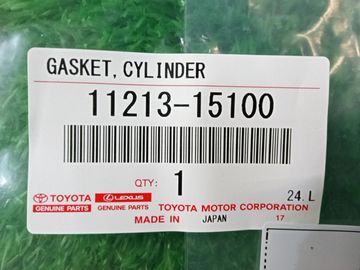 GASKET, CYLINDER
11213-15100
QTY: 1
24. L
TOYOTA LEXUS TOYOTA MOTOR CORPORATION
GENUINE PARTS GENUINE PARTS
MADE IN JAPAN 17